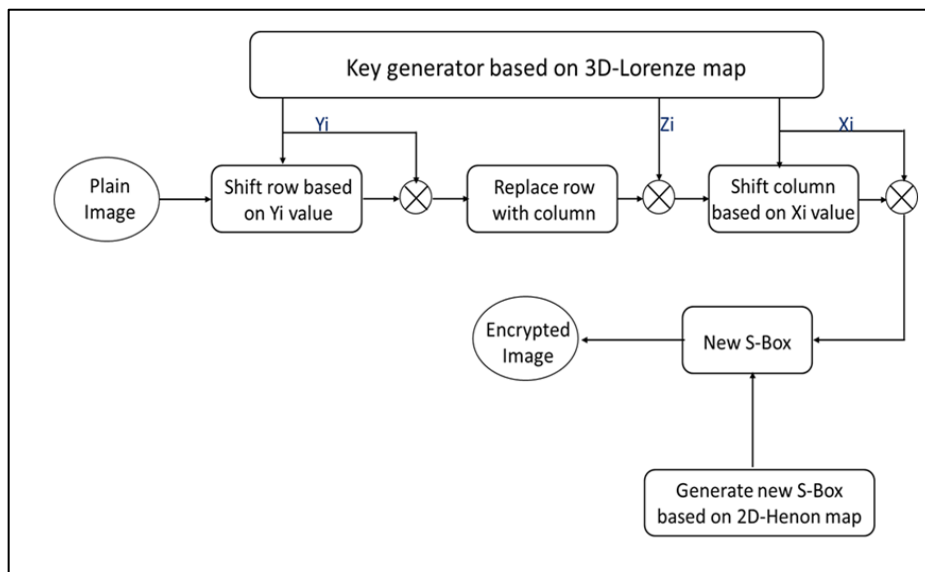 Key generator based on 3D-Lorenze map
Yi
Zi
Xi
Plain
Image
Shift row based
on Yi value
Replace row
with column
Shift column
based on Xi value
Encrypted
Image
New S-Box
Generate new S-Box
based on 2D-Henon map